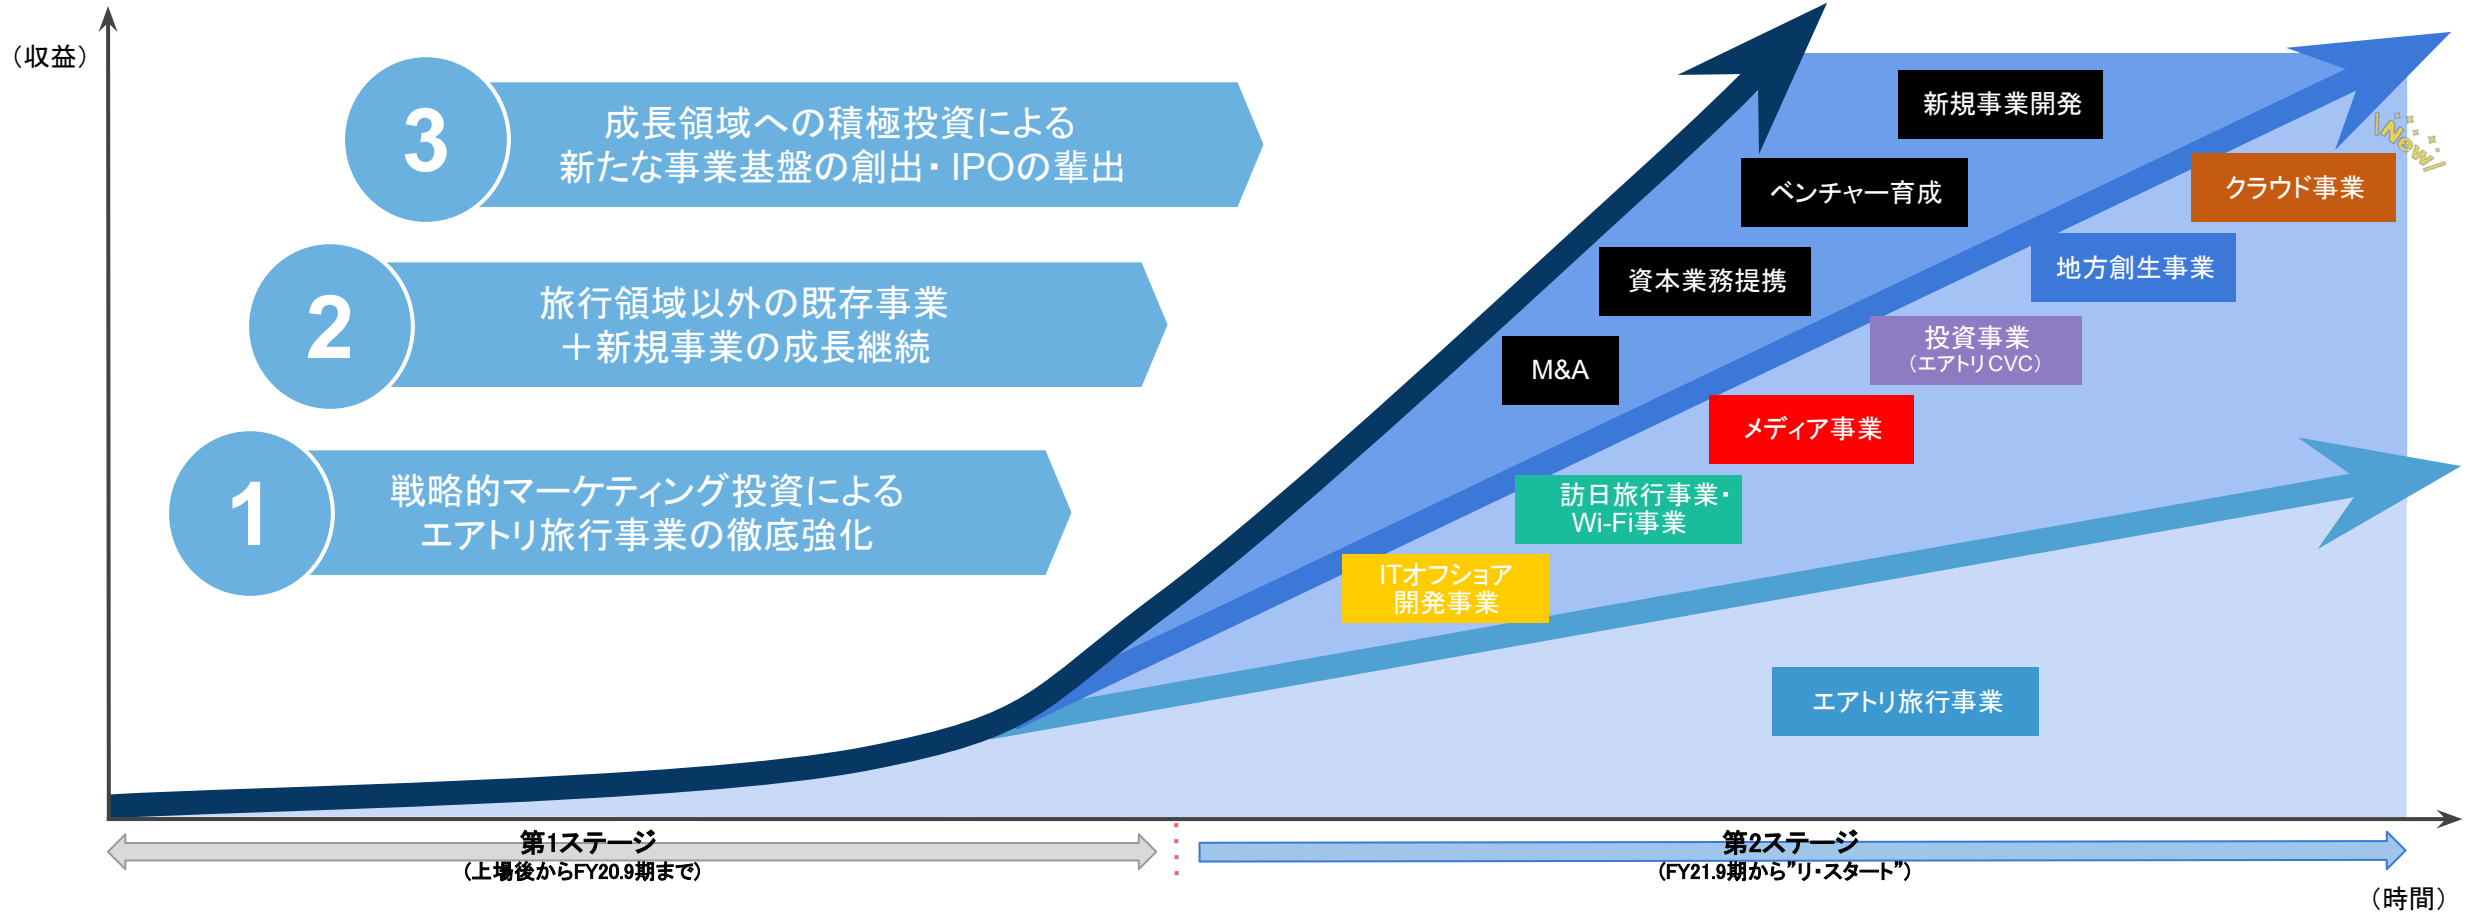 （収益）
3
成長領域への積極投資による
新たな事業基盤の創出・IPOの輩出
2
旅行領域以外の既存事業
＋新規事業の成長継続
1
戦略的マーケティング投資による
エアトリ旅行事業の徹底強化
新規事業開発
ベンチャー育成
資本業務提携
M&A
New
クラウド事業
地方創生事業
投資事業
（エアトリCVC）
メディア事業
訪日旅行事業・
Wi-Fi事業
ITオフショア
開発事業
エアトリ旅行事業
第1ステージ
（上場後からFY20.9期まで）
第2ステージ
（FY21.9期から”リ・スタート”）
（時間）